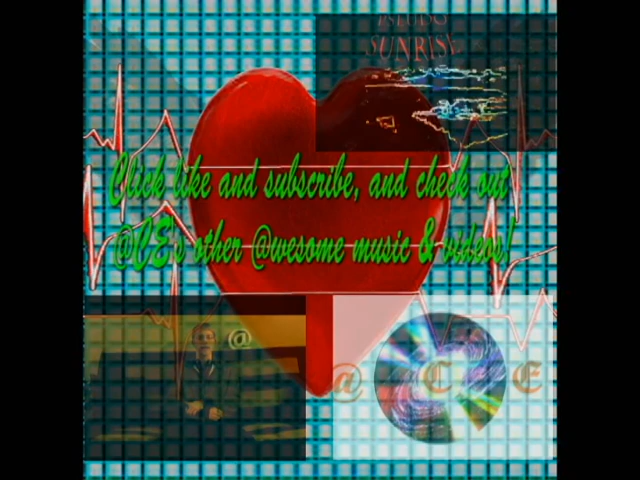 PSEUDO
SUNRISE
Click like and subscribe, and check out
@CE's other @wesome music & videos!
@
@ C E